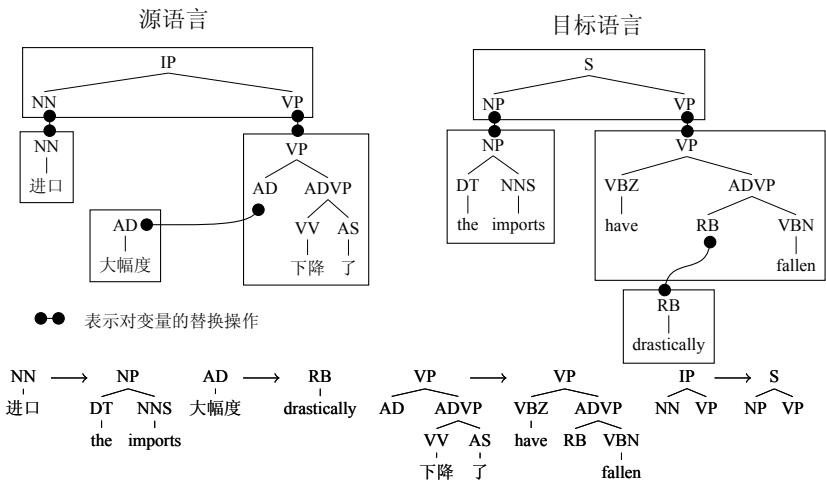 源语言 目标语言
IP S
NN VP NP VP
NN VP NP VP
进口 AD ADVP DT NNS VBZ ADVP
AD VV AS the imports have RB VBN
大幅度 下降 了 fallen
RB
表示对变量的替换操作 drastically
NN NP AD RB VP VP IP S
进口 DT NNS 大幅度 drastically AD ADVP VBZ ADVP NN VP NP VP
the imports VV AS have RB VBN
下降 了 fallen